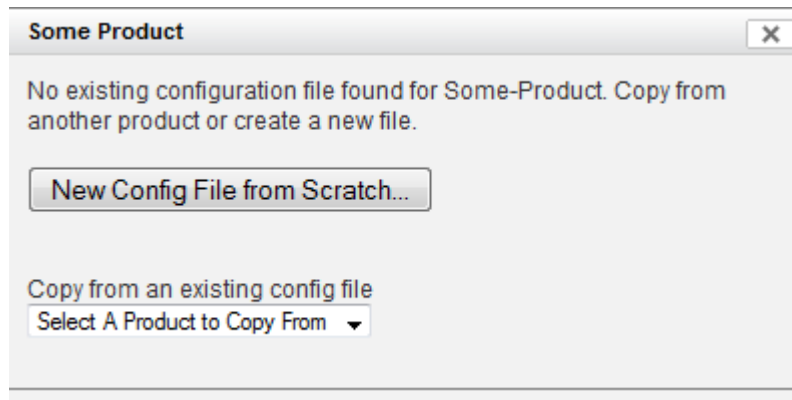 Some Product
No existing configuration file found for Some-Product. Copy from
another product or create a new file.
New Config File from Scratch...
Copy from an existing config file
Select A Product to Copy From